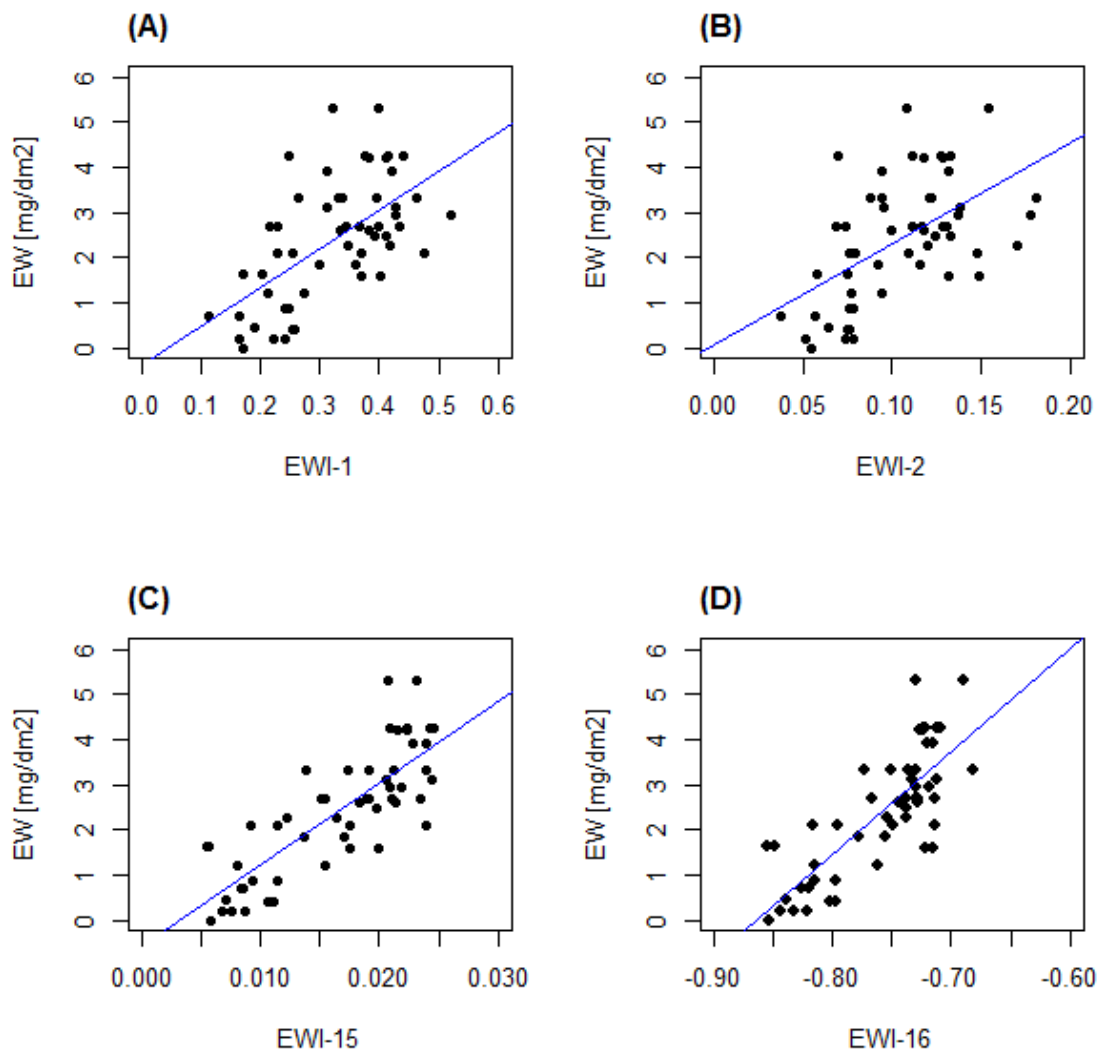 (A) (B)
EW [mg/dm2] 0 1 2 3 4 5 6
0.0 0.1 0.2 0.3 0.4 0.5 0.6
EWI-1
EW [mg/dm2] 0 1 2 3 4 5 6
0.00 0.05 0.10 0.15 0.20
EWI-2
(C) (D)
EW [mg/dm2] 0 1 2 3 4 5 6
0.000 0.010 0.020 0.030
EWI-15
EW [mg/dm2] 0 1 2 3 4 5 6
-0.90 -0.80 -0.70 -0.60
EWI-16